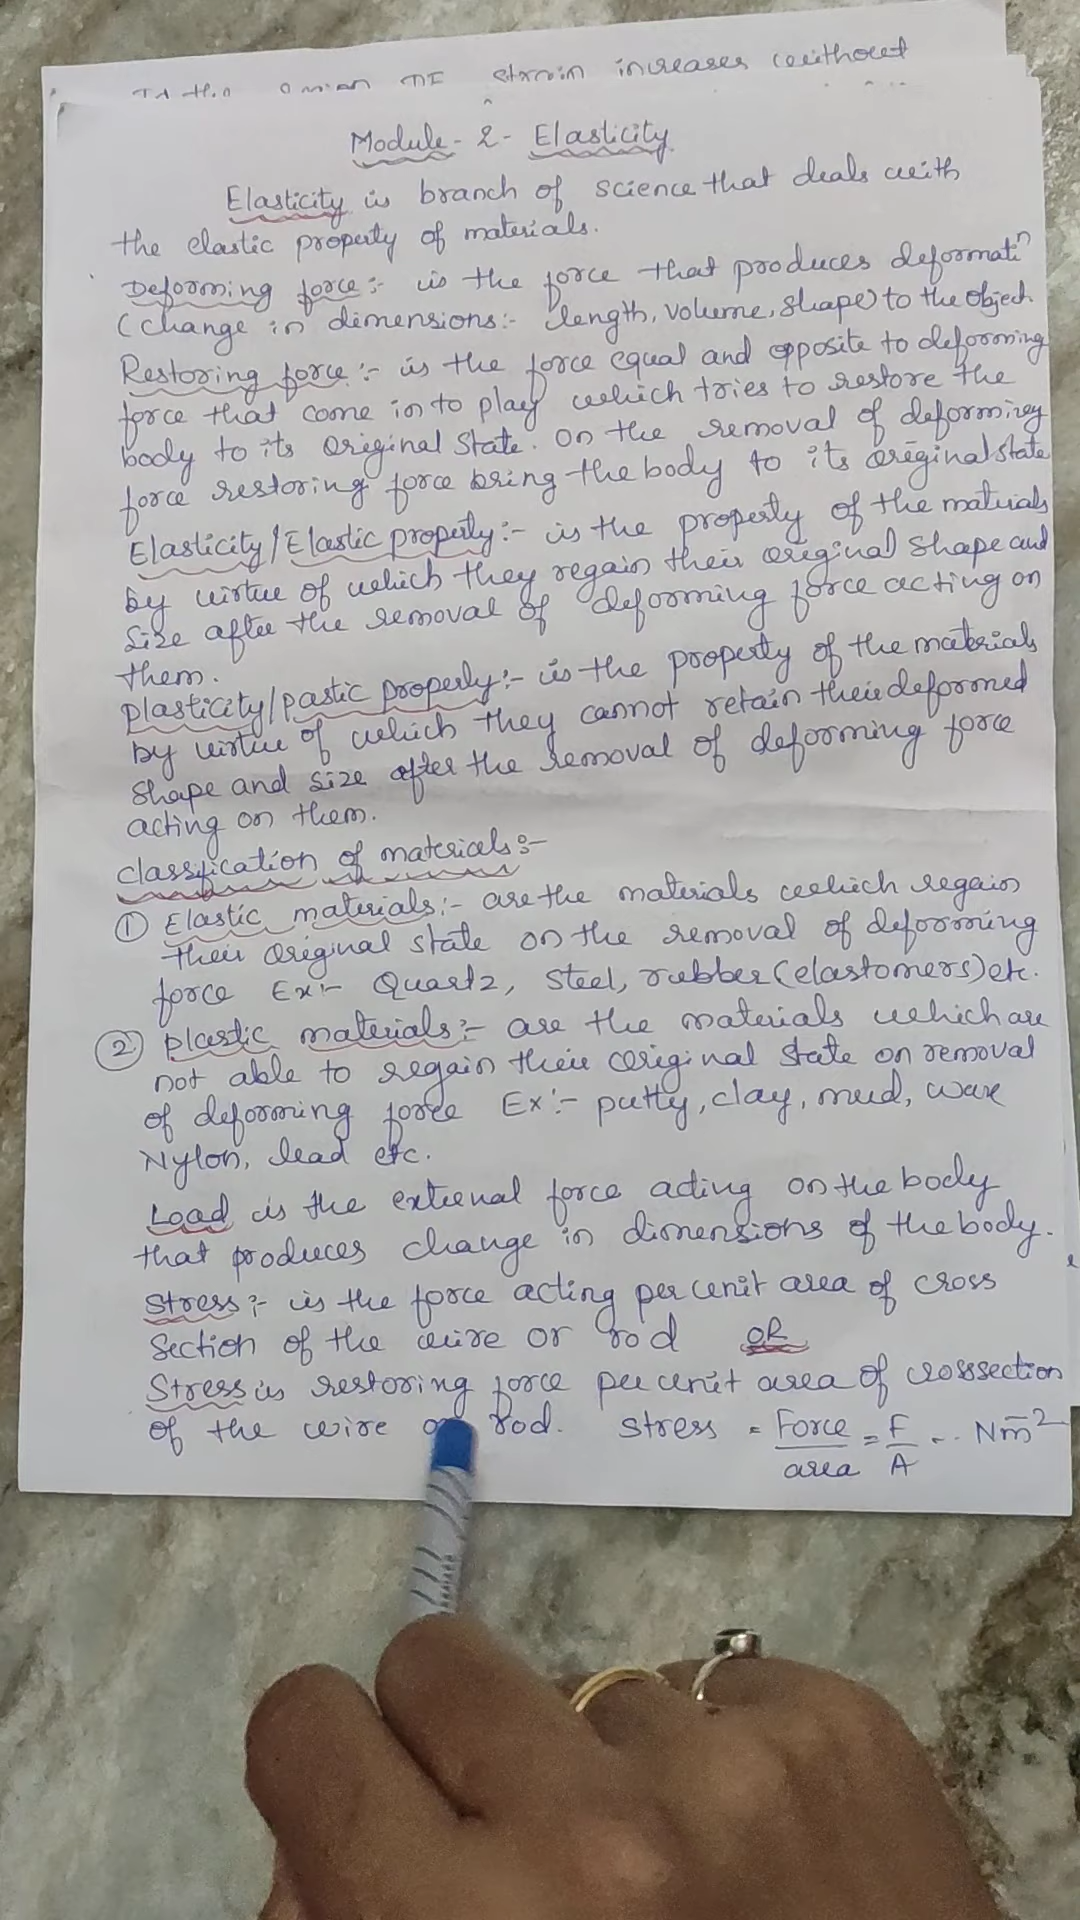 strain increases without
Module - 2 - Elasticity
Elasticity is branch of science that deals with
the elastic property of materials.
Deforming force :- is the force that produces deformatiⁿ
(change in dimensions:- length, volume, shape) to the object.
Restoring force :- is the force equal and opposite to deforming
force that come in to play which tries to restore the
body to its original state. On the removal of deforming
force restoring force bring the body to its original state
Elasticity/Elastic property :- is the property of the materials
by virtue of which they regain their original shape and
size after the removal of deforming force acting on
them.
Plasticity/pastic property :- is the property of the materials
by virtue of which they cannot retain their deformed
shape and size after the removal of deforming force
acting on them.
classification of materials :-
① Elastic materials :- are the materials which regain
their original state on the removal of deforming
force Ex :- Quartz, steel, rubber (elastomers) etc.
② plastic materials :- are the materials which are
not able to regain their original state on removal
of deforming force Ex :- putty, clay, mud, wax
Nylon, lead etc.
Load is the external force acting on the body
that produces change in dimensions of the body.
Stress :- is the force acting per unit area of cross
section of the wire or rod OR
Stress is restoring force per unit area of crosssection
of the wire or rod. Stress = Force/area = F/A -- Nm⁻²